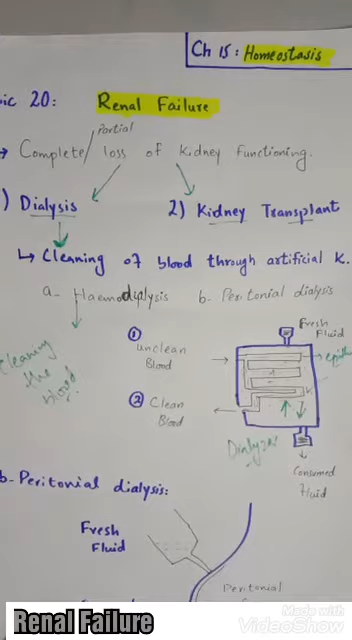 Ch 15: Homeostasis
ic 20: Renal Failure
Partial
Complete/ loss of kidney functioning.
) Dialysis 2) Kidney Transplant
Cleaning of blood through artificial K.
a- Haemodialysis b- Peritonial dialysis
Cleaning the blood
① unclean Blood
Fresh Fluid
② Clean Blood
Dialyzer
Consumed Fluid
b- Peritonial dialysis:
Fresh Fluid
Peritonial
Renal Failure
Made with
VideoShow